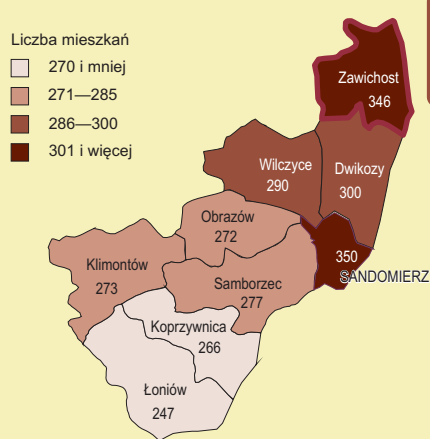 Liczba mieszkań
270 i mniej
271—285
286—300
301 i więcej
Zawichost
346
Wilczyce
290
Dwikozy
300
Obrazów
272
350
SANDOMIERZ
Klimontów
273
Samborzec
277
Koprzywnica
266
Łoniów
247